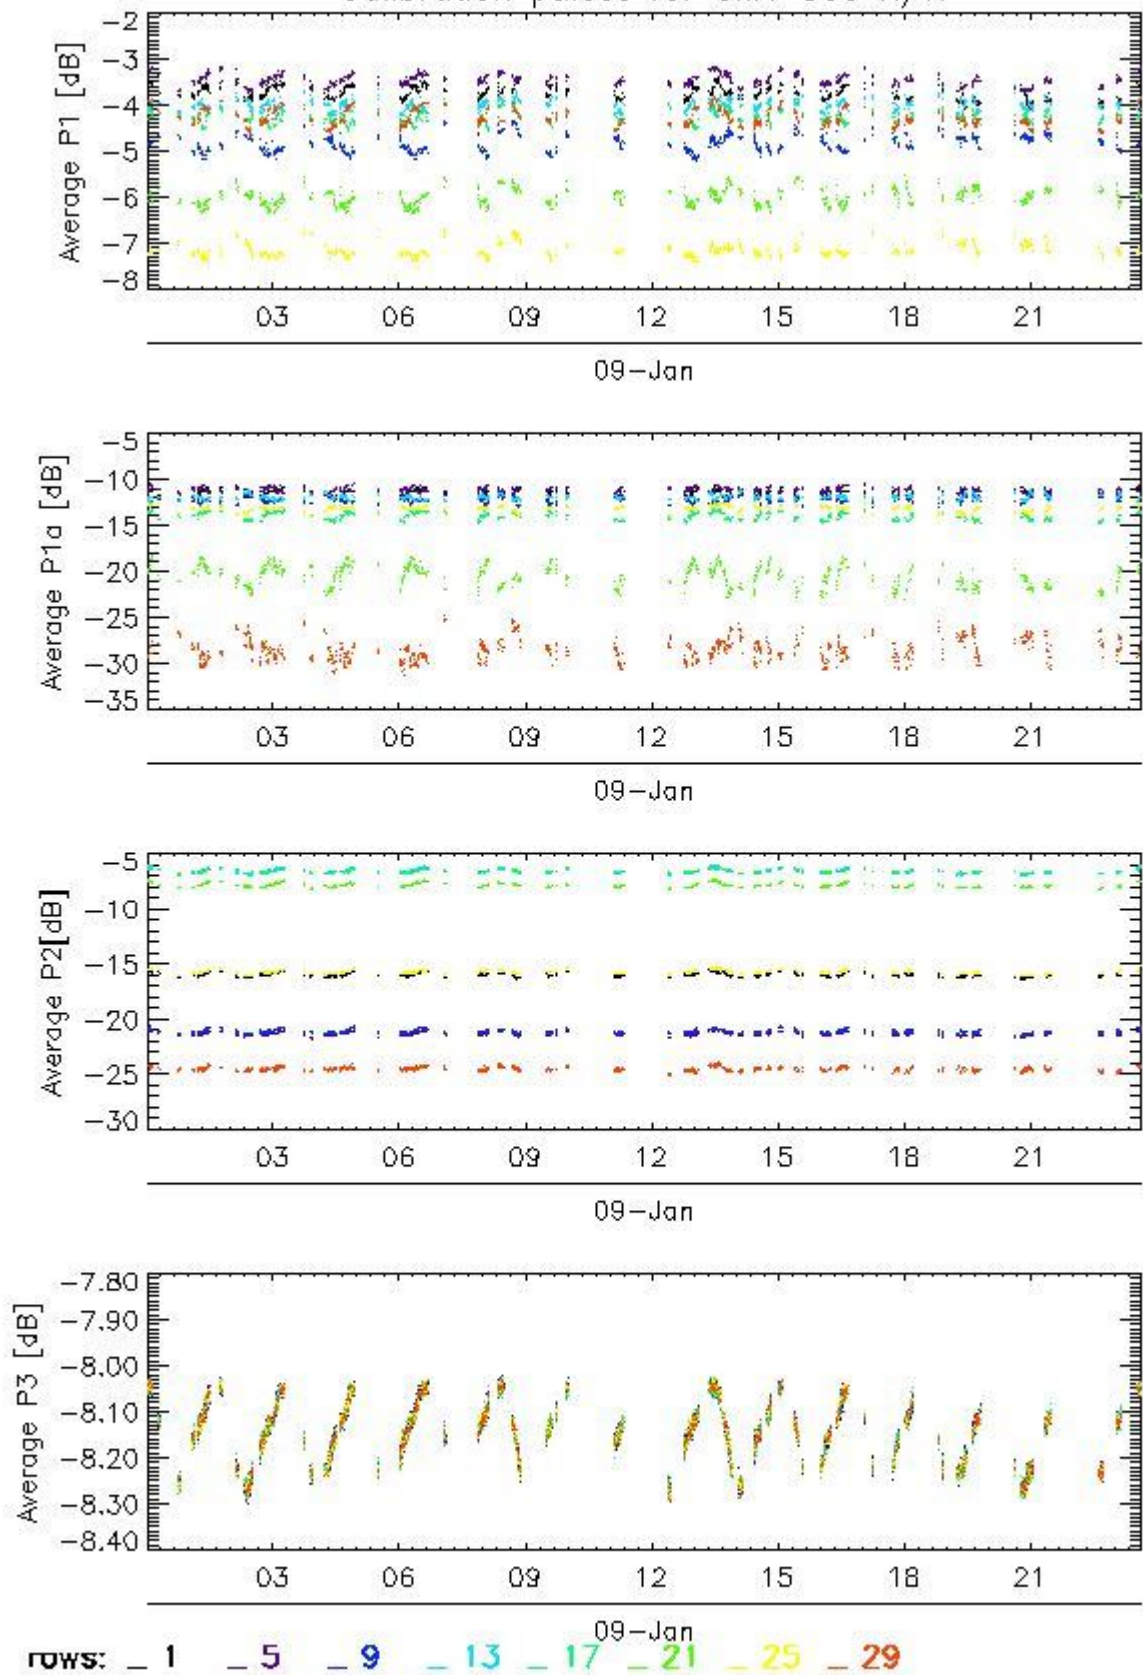 Average P1 [dB]
-2
-3
-4
-5
-6
-7
-8
03 06 09 12 15 18 21
09-Jan
Average P1a [dB]
-5
-10
-15
-20
-25
-30
-35
03 06 09 12 15 18 21
09-Jan
Average P2[dB]
-5
-10
-15
-20
-25
-30
03 06 09 12 15 18 21
09-Jan
Average P3 [dB]
-7.80
-7.90
-8.00
-8.10
-8.20
-8.30
-8.40
03 06 09 12 15 18 21
09-Jan
rows: _ 1 _ 5 _ 9 _ 13 _ 17 _ 21 _ 25 _ 29